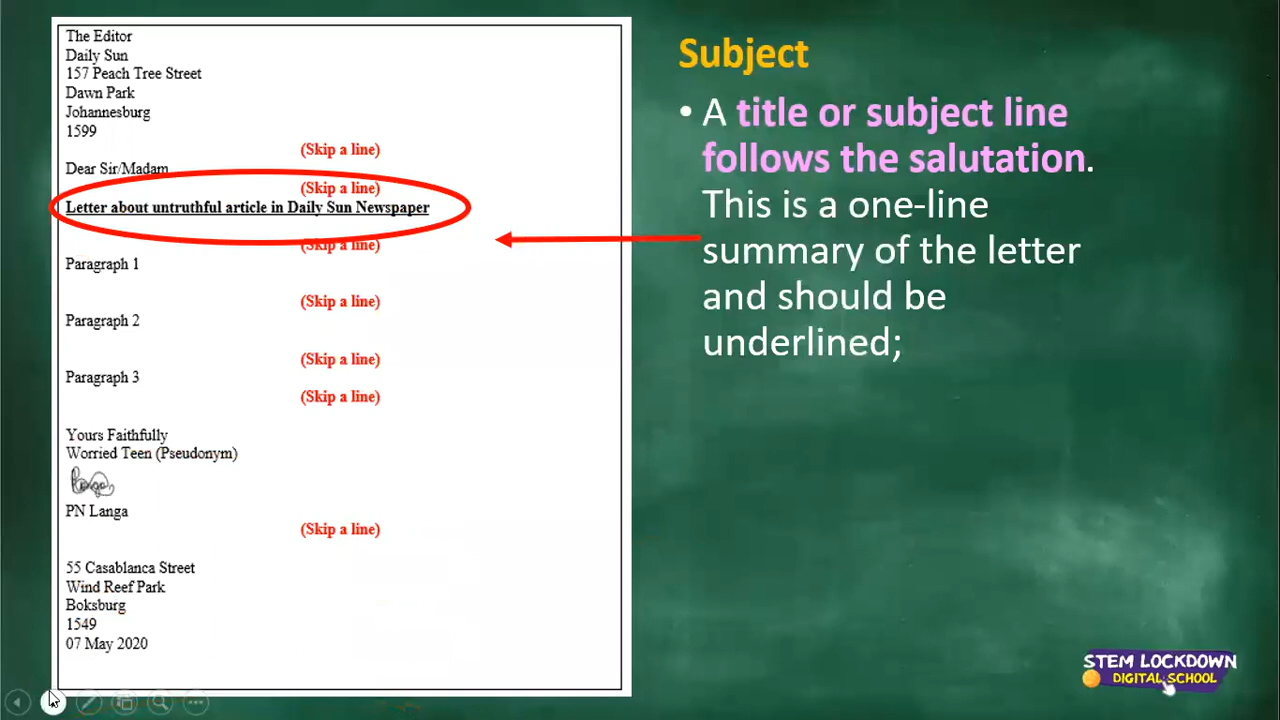 The Editor
Daily Sun
157 Peach Tree Street
Dawn Park
Johannesburg
1599
(Skip a line)
Dear Sir/Madam
(Skip a line)
Letter about untruthful article in Daily Sun Newspaper
(Skip a line)
Paragraph 1
(Skip a line)
Paragraph 2
(Skip a line)
Paragraph 3
(Skip a line)
Yours Faithfully
Worried Teen (Pseudonym)
PN Langa
(Skip a line)
55 Casablanca Street
Wind Reef Park
Boksburg
1549
07 May 2020
Subject
• A title or subject line
follows the salutation.
This is a one-line
summary of the letter
and should be
underlined;
STEM LOCKDOWN
DIGITAL SCHOOL